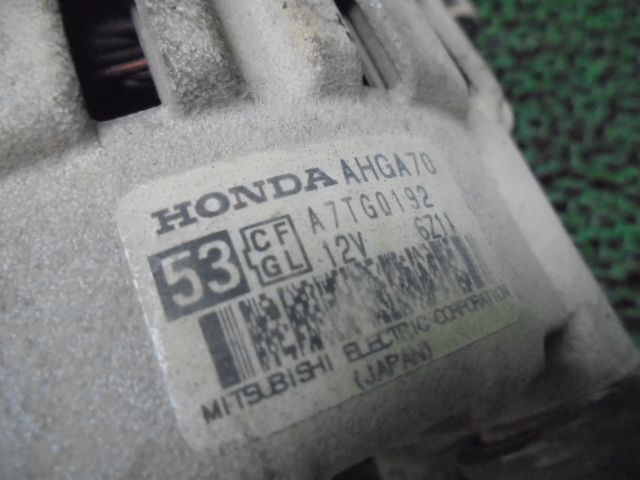 HONDA AHGA70
53 CF GL A7TG0192
12V 6Z11
MITSUBISHI ELECTRIC CORPORATION
(JAPAN)